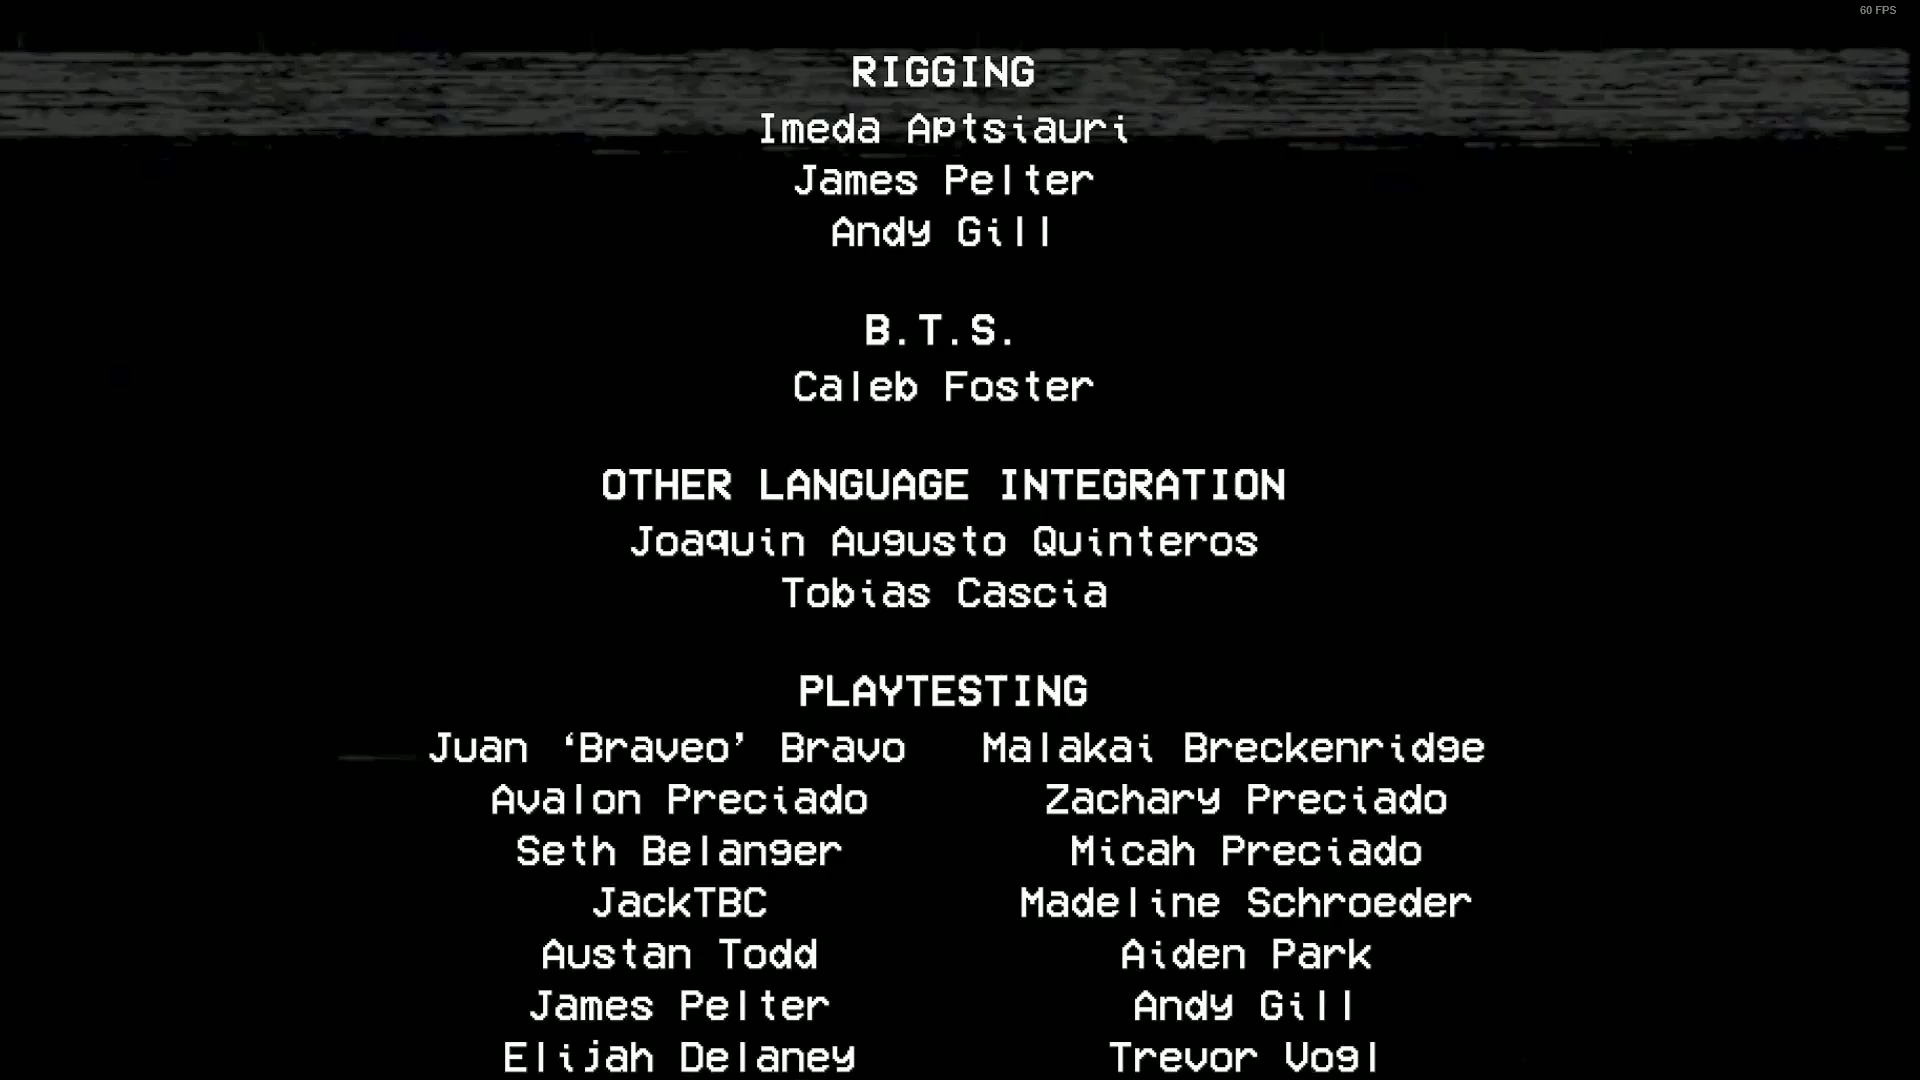 60 FPS
RIGGING
Imeda Aptsiauri
James Pelter
Andy Gill
B.T.S.
Caleb Foster
OTHER LANGUAGE INTEGRATION
Joaquin Augusto Quinteros
Tobias Cascia
PLAYTESTING
Juan ‘Braveo’ Bravo Malakai Breckenridge
Avalon Preciado Zachary Preciado
Seth Belanger Micah Preciado
JackTBC Madeline Schroeder
Austan Todd Aiden Park
James Pelter Andy Gill
Elijah Delaney Trevor Vogl